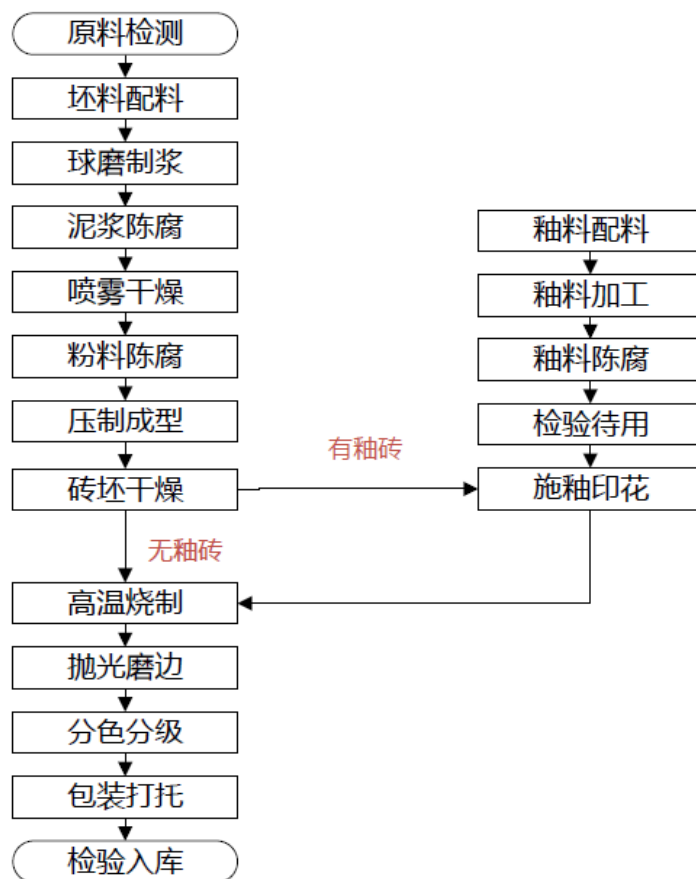 原料检测
坯料配料
球磨制浆
泥浆陈腐
喷雾干燥
粉料陈腐
压制成型
砖坯干燥
无釉砖
有釉砖
釉料配料
釉料加工
釉料陈腐
检验待用
施釉印花
高温烧制
抛光磨边
分色分级
包装打托
检验入库